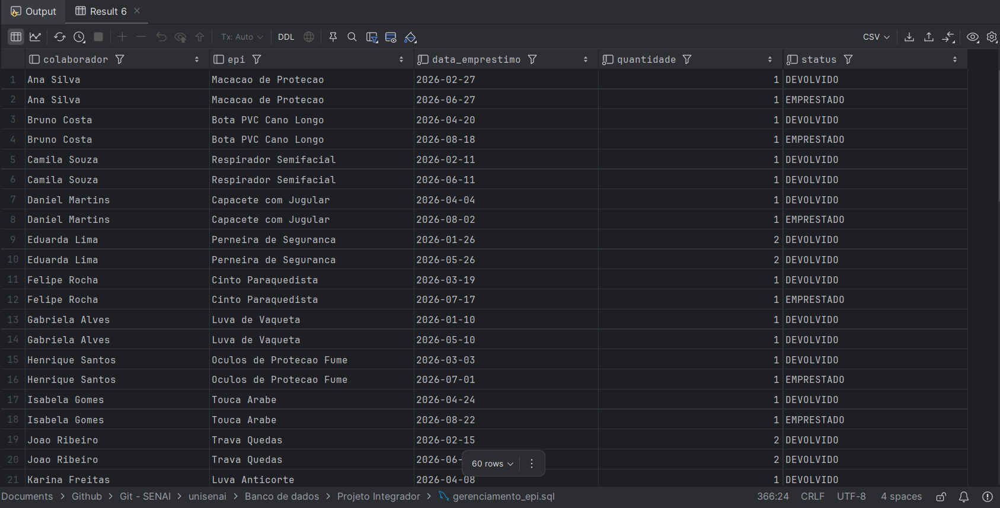 Output Result 6
Tx: Auto DDL CSV
colaborador epi data_emprestimo quantidade status
1 Ana Silva Macacao de Protecao 2026-02-27 1 DEVOLVIDO
2 Ana Silva Macacao de Protecao 2026-06-27 1 EMPRESTADO
3 Bruno Costa Bota PVC Cano Longo 2026-04-20 1 DEVOLVIDO
4 Bruno Costa Bota PVC Cano Longo 2026-08-18 1 EMPRESTADO
5 Camila Souza Respirador Semifacial 2026-02-11 1 DEVOLVIDO
6 Camila Souza Respirador Semifacial 2026-06-11 1 DEVOLVIDO
7 Daniel Martins Capacete com Jugular 2026-04-04 1 DEVOLVIDO
8 Daniel Martins Capacete com Jugular 2026-08-02 1 EMPRESTADO
9 Eduarda Lima Perneira de Seguranca 2026-01-26 2 DEVOLVIDO
10 Eduarda Lima Perneira de Seguranca 2026-05-26 2 DEVOLVIDO
11 Felipe Rocha Cinto Paraquedista 2026-03-19 1 DEVOLVIDO
12 Felipe Rocha Cinto Paraquedista 2026-07-17 1 EMPRESTADO
13 Gabriela Alves Luva de Vaqueta 2026-01-10 1 DEVOLVIDO
14 Gabriela Alves Luva de Vaqueta 2026-05-10 1 DEVOLVIDO
15 Henrique Santos Oculos de Protecao Fume 2026-03-03 1 DEVOLVIDO
16 Henrique Santos Oculos de Protecao Fume 2026-07-01 1 EMPRESTADO
17 Isabela Gomes Touca Arabe 2026-04-24 1 DEVOLVIDO
18 Isabela Gomes Touca Arabe 2026-08-22 1 EMPRESTADO
19 Joao Ribeiro Trava Quedas 2026-02-15 2 DEVOLVIDO
20 Joao Ribeiro Trava Quedas 2026-06- 2 DEVOLVIDO
60 rows
21 Karina Freitas Luva Anticorte 2026-04-08 1 DEVOLVIDO
Documents > Github > Git - SENAI > unisenai > Banco de dados > Projeto Integrador > gerenciamento_epi.sql 366:24 CRLF UTF-8 4 spaces